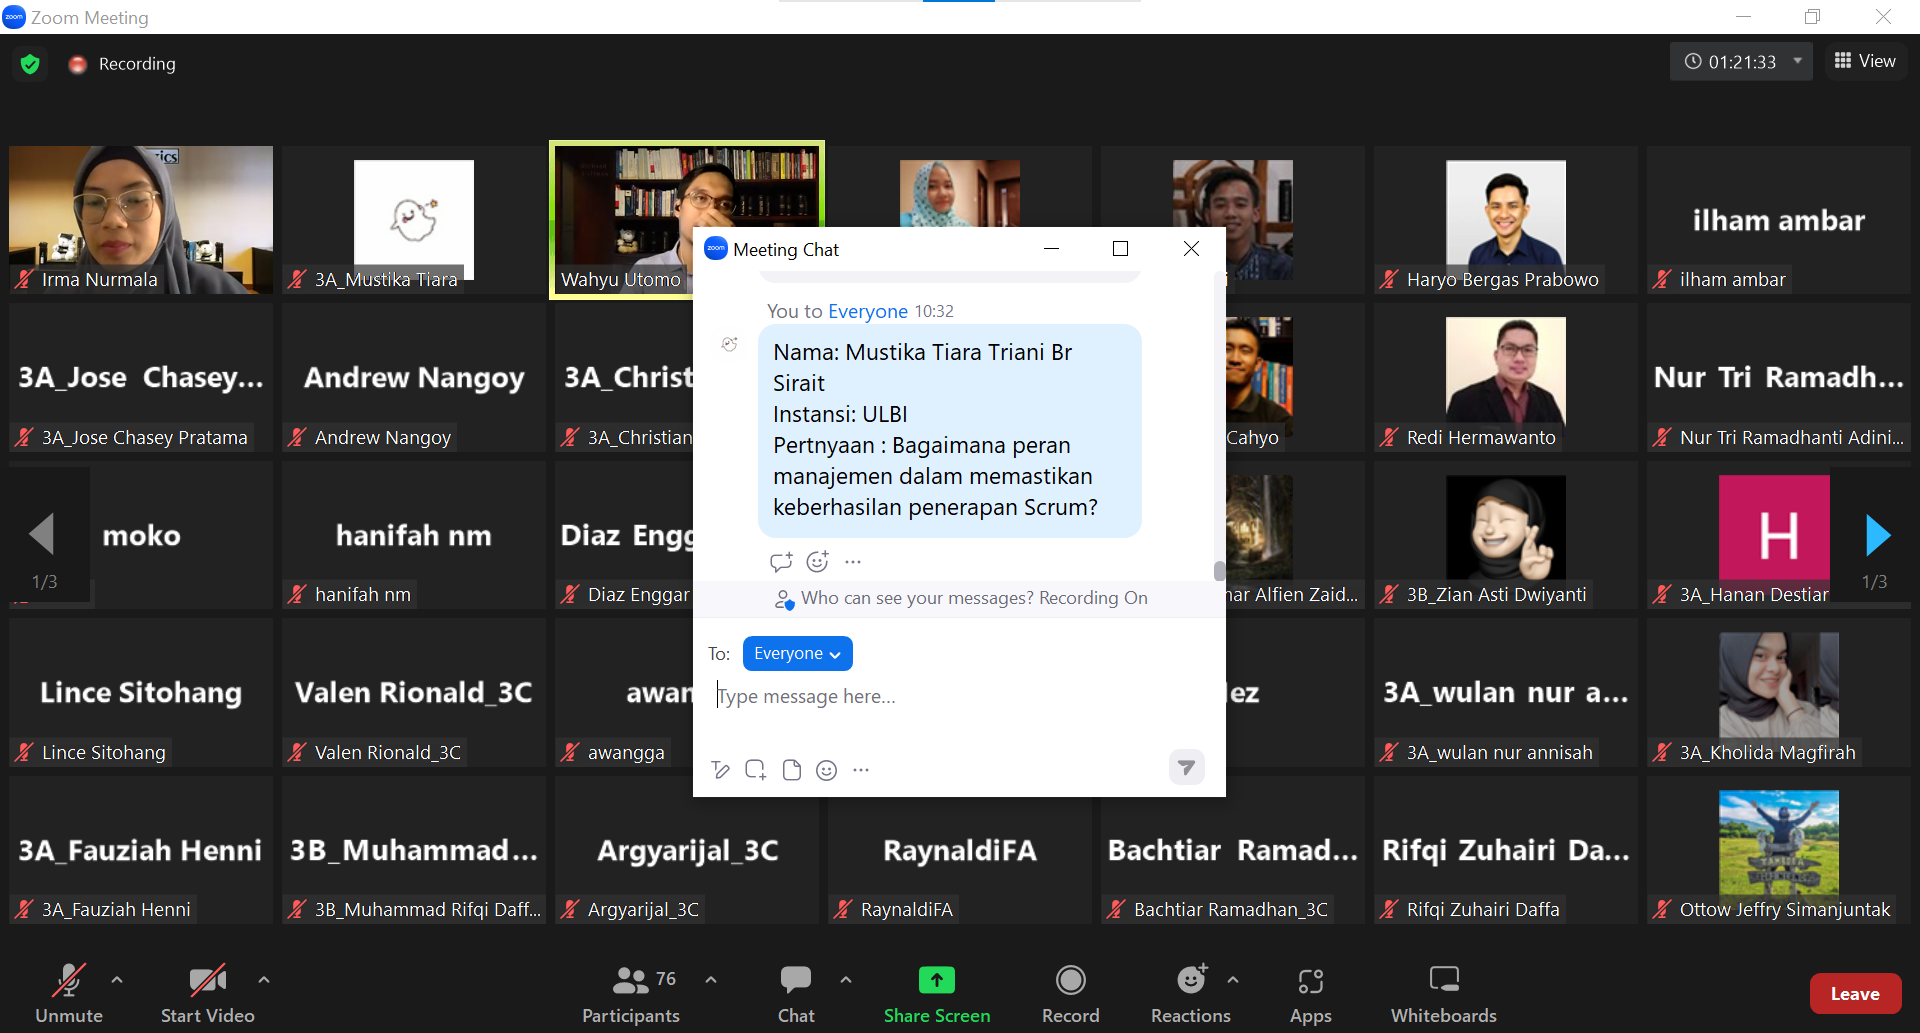 Zoom Meeting
Recording
01:21:33
View
Irma Nurmala
3A_Mustika Tiara
Wahyu Utomo
Haryo Bergas Prabowo
ilham ambar
ilham ambar
3A_Jose Chasey...
3A_Jose Chasey Pratama
Andrew Nangoy
Andrew Nangoy
3A_Christ
3A_Christian
Cahyo
Redi Hermawanto
Nur Tri Ramadh...
Nur Tri Ramadhanti Adini...
1/3
moko
hanifah nm
hanifah nm
Diaz Engg
Diaz Enggar
Alfien Zaid...
3B_Zian Asti Dwiyanti
H
3A_Hanan Destiar
1/3
Lince Sitohang
Lince Sitohang
Valen Rionald_3C
Valen Rionald_3C
awan
awangga
ez
3A_wulan nur a...
3A_wulan nur annisah
3A_Kholida Magfirah
3A_Fauziah Henni
3A_Fauziah Henni
3B_Muhammad...
3B_Muhammad Rifqi Daff...
Argyarijal_3C
Argyarijal_3C
RaynaldiFA
RaynaldiFA
Bachtiar Ramad...
Bachtiar Ramadhan_3C
Rifqi Zuhairi Da...
Rifqi Zuhairi Daffa
Ottow Jeffry Simanjuntak
zoom Meeting Chat
You to Everyone 10:32
Nama: Mustika Tiara Triani Br
Sirait
Instansi: ULBI
Pertnyaan : Bagaimana peran
manajemen dalam memastikan
keberhasilan penerapan Scrum?
Who can see your messages? Recording On
To: Everyone
Type message here...
Unmute
Start Video
76
Participants
Chat
Share Screen
Record
Reactions
Apps
Whiteboards
Leave